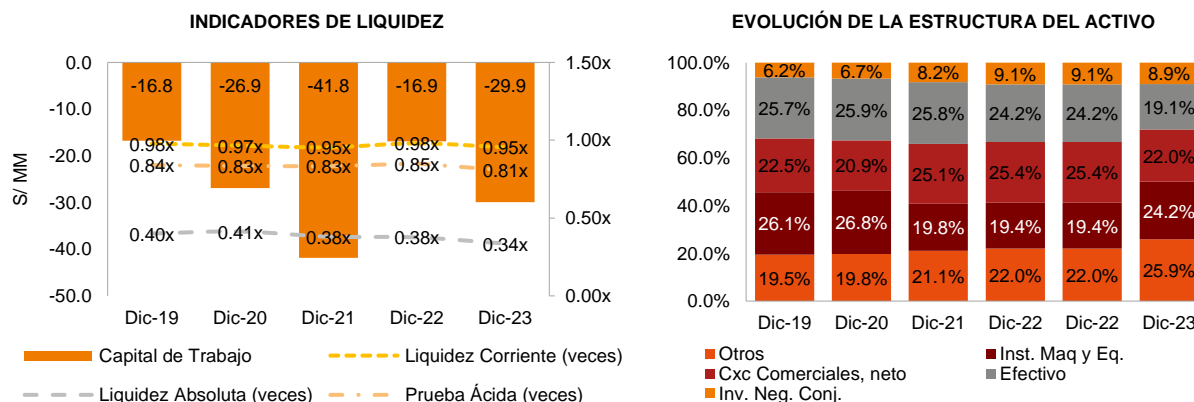 INDICADORES DE LIQUIDEZ
S/ MM
0.0
-10.0
-20.0
-30.0
-40.0
-50.0
1.50x
1.00x
0.50x
0.00x
-16.8 -26.9 -41.8 -16.9 -29.9
0.98x 0.97x 0.95x 0.98x 0.95x
0.84x 0.83x 0.83x 0.85x 0.81x
0.40x 0.41x 0.38x 0.38x 0.34x
Dic-19 Dic-20 Dic-21 Dic-22 Dic-23
Capital de Trabajo Liquidez Corriente (veces)
Liquidez Absoluta (veces) Prueba Ácida (veces)
EVOLUCIÓN DE LA ESTRUCTURA DEL ACTIVO
100.0%
80.0%
60.0%
40.0%
20.0%
0.0%
6.2% 6.7% 8.2% 9.1% 9.1% 8.9%
25.7% 25.9% 25.8% 24.2% 24.2% 19.1%
22.5% 20.9% 25.1% 25.4% 25.4% 22.0%
26.1% 26.8% 19.8% 19.4% 19.4% 24.2%
19.5% 19.8% 21.1% 22.0% 22.0% 25.9%
Dic-19 Dic-20 Dic-21 Dic-22 Dic-22 Dic-23
Otros Inst. Maq y Eq.
Cxc Comerciales, neto Efectivo
Inv. Neg. Conj.